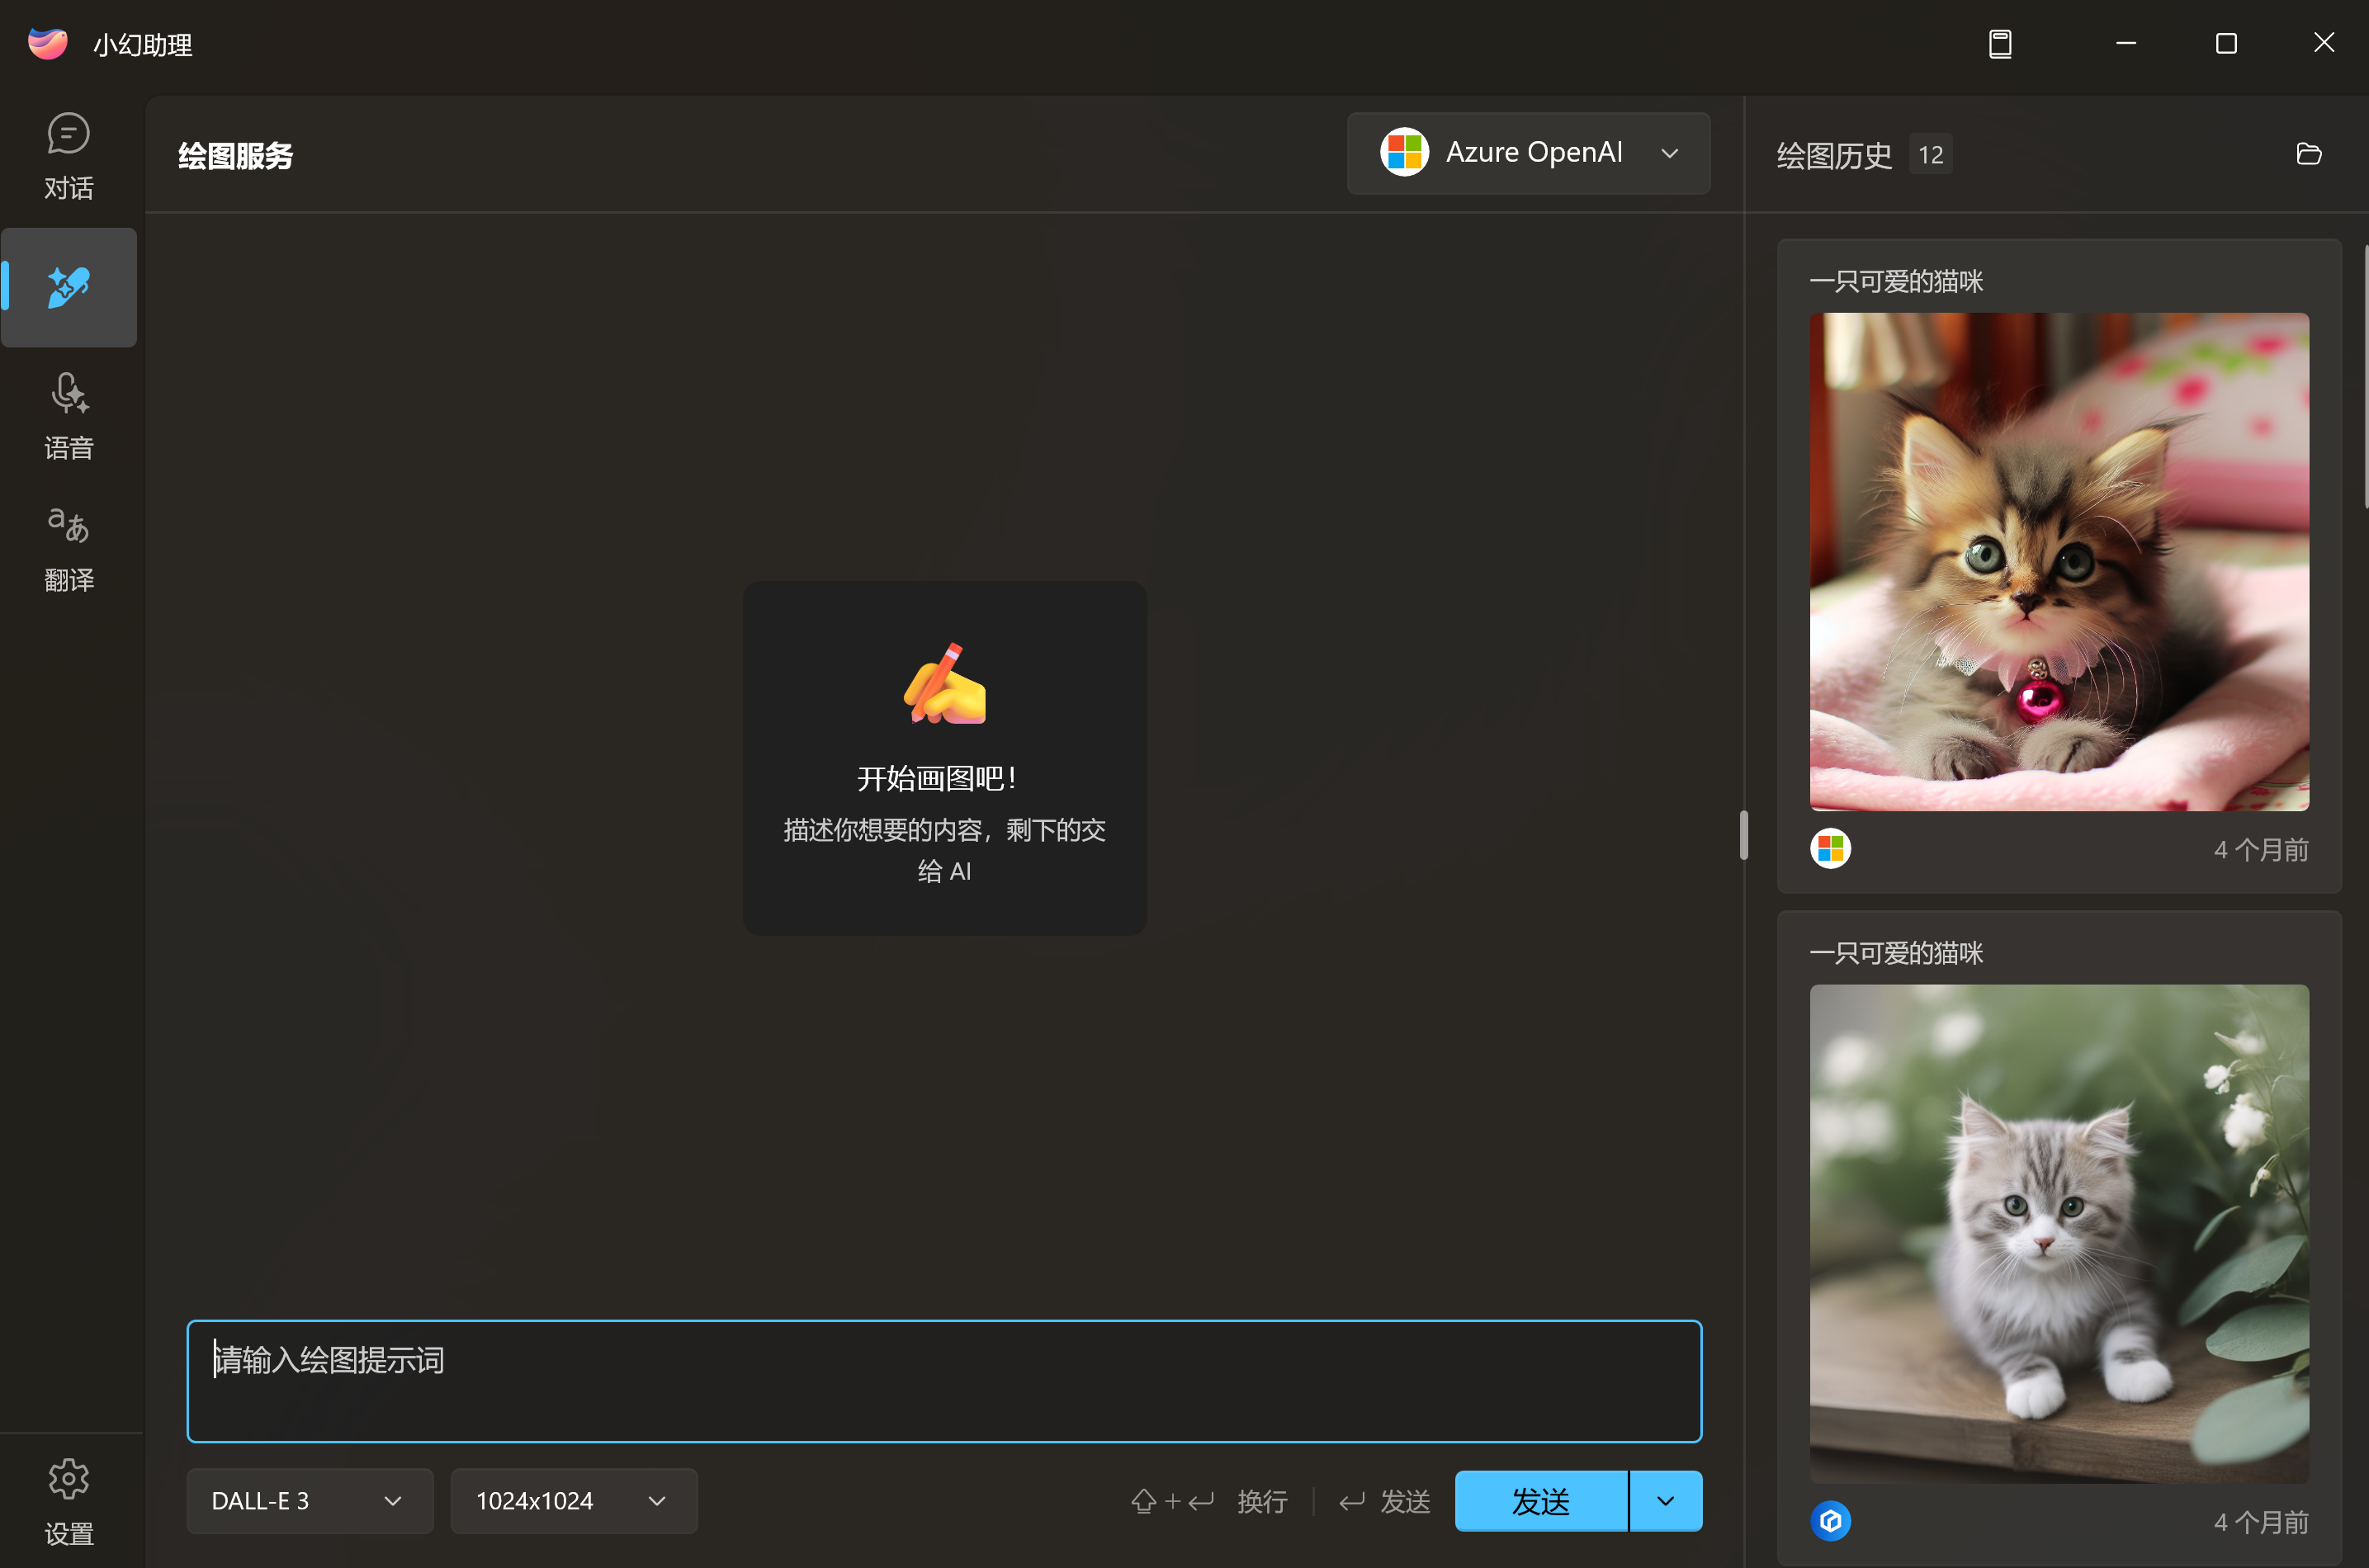 小幻助理
对话
语音
翻译
设置
绘图服务
Azure OpenAI
开始画图吧！
描述你想要的内容，剩下的交
给 AI
请输入绘图提示词
DALL-E 3
1024x1024
换行
发送
发送
绘图历史 12
一只可爱的猫咪
4 个月前
一只可爱的猫咪
4 个月前